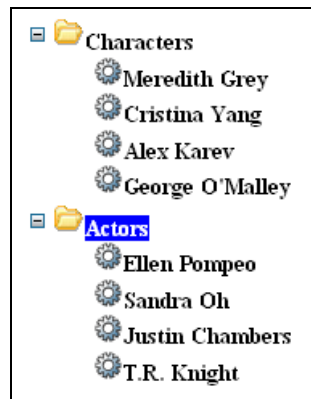 Characters
Meredith Grey
Cristina Yang
Alex Karev
George O'Malley
Actors
Ellen Pompeo
Sandra Oh
Justin Chambers
T.R. Knight